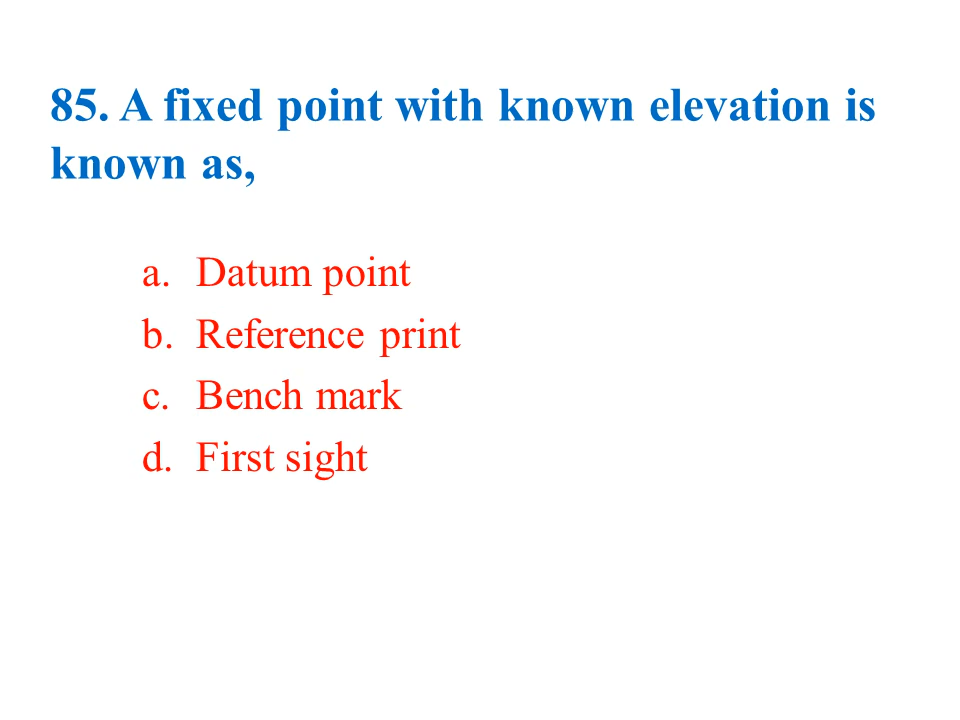 85. A fixed point with known elevation is
known as,
a. Datum point
b. Reference print
c. Bench mark
d. First sight